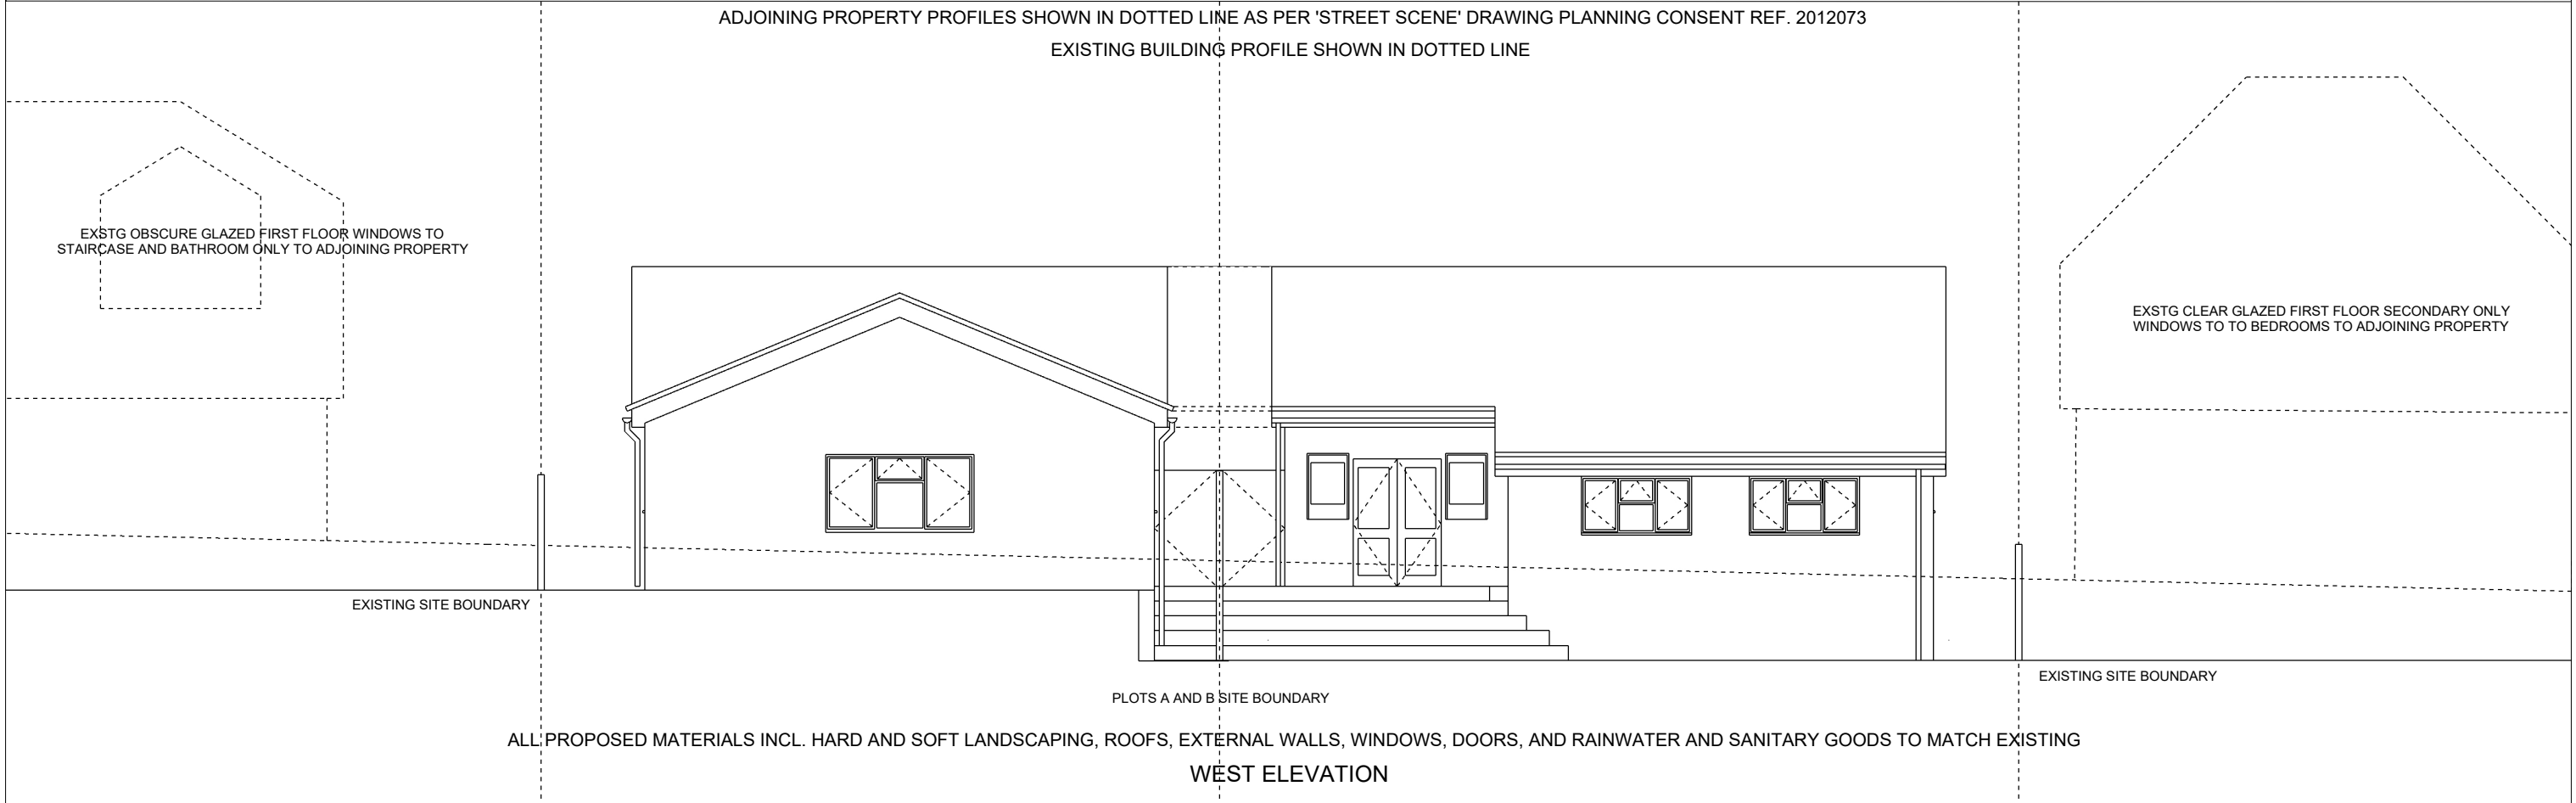 ADJOINING PROPERTY PROFILES SHOWN IN DOTTED LINE AS PER 'STREET SCENE' DRAWING PLANNING CONSENT REF. 2012073
EXISTING BUILDING PROFILE SHOWN IN DOTTED LINE
EXSTG OBSCURE GLAZED FIRST FLOOR WINDOWS TO
STAIRCASE AND BATHROOM ONLY TO ADJOINING PROPERTY
EXSTG CLEAR GLAZED FIRST FLOOR SECONDARY ONLY
WINDOWS TO TO BEDROOMS TO ADJOINING PROPERTY
EXISTING SITE BOUNDARY
EXISTING SITE BOUNDARY
PLOTS A AND B SITE BOUNDARY
ALL PROPOSED MATERIALS INCL. HARD AND SOFT LANDSCAPING, ROOFS, EXTERNAL WALLS, WINDOWS, DOORS, AND RAINWATER AND SANITARY GOODS TO MATCH EXISTING
WEST ELEVATION